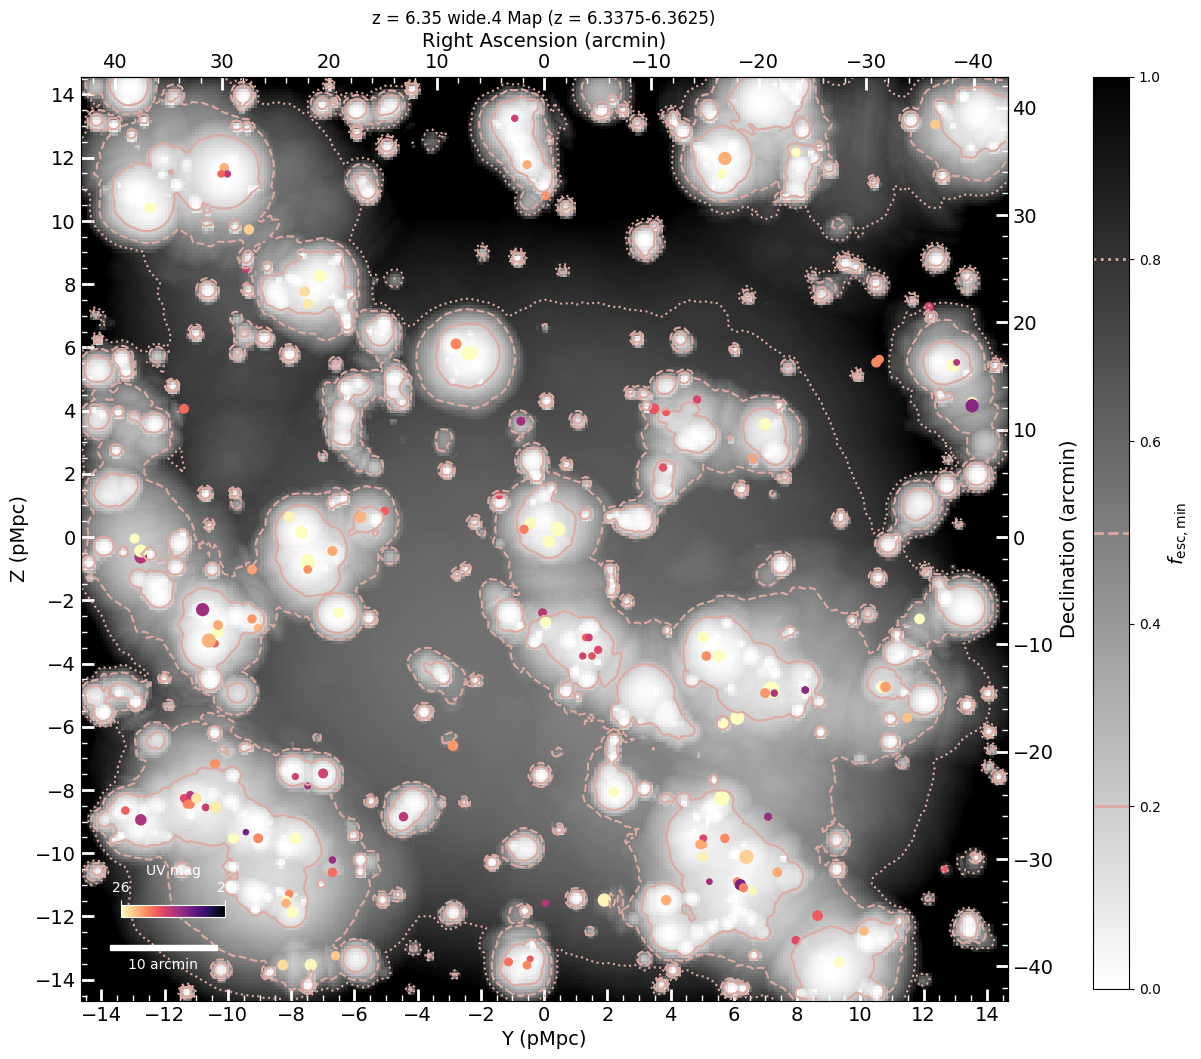 z = 6.35 wide.4 Map (z = 6.3375-6.3625)
Right Ascension (arcmin)
40 30 20 10 0 −10 −20 −30 −40
14 12 10 8 6 4 2 0 −2 −4 −6 −8 −10 −12 −14
Z (pMpc)
40 30 20 10 0 −10 −20 −30 −40
Declination (arcmin)
1.0 0.8 0.6 0.4 0.2 0.0
f_esc,min
UV mag
26 2
10 arcmin
−14 −12 −10 −8 −6 −4 −2 0 2 4 6 8 10 12 14
Y (pMpc)